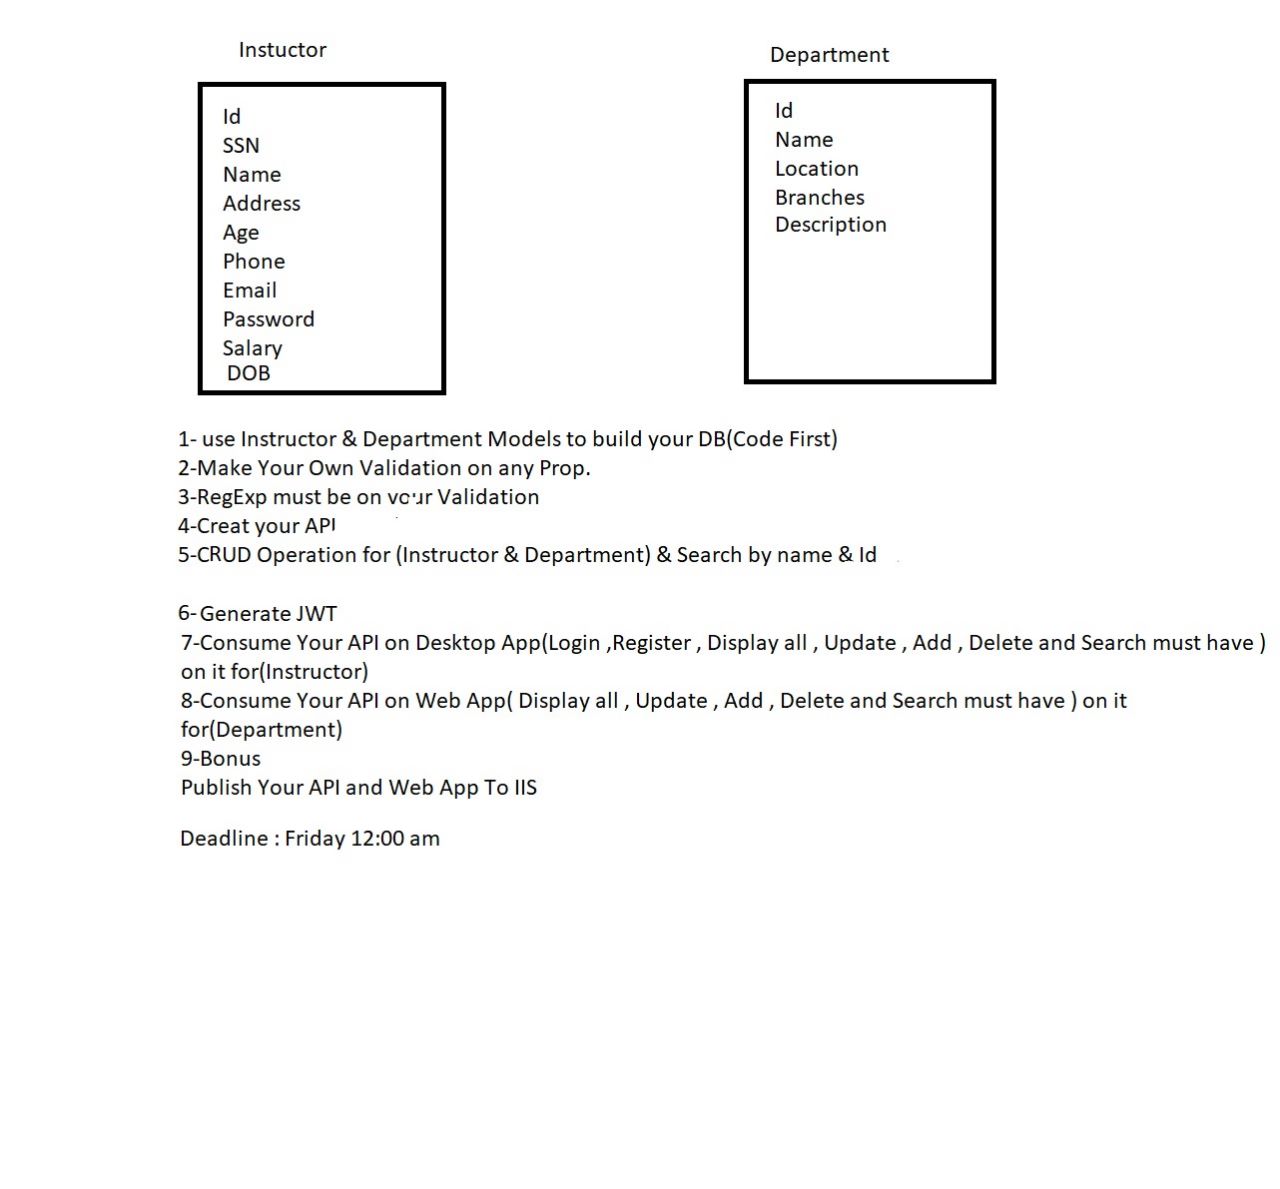 Instuctor
Department
Id
SSN
Name
Address
Age
Phone
Email
Password
Salary
DOB
Id
Name
Location
Branches
Description
1- use Instructor & Department Models to build your DB(Code First)
2-Make Your Own Validation on any Prop.
3-RegExp must be on your Validation
4-Creat your API
5-CRUD Operation for (Instructor & Department) & Search by name & Id
6-Generate JWT
7-Consume Your API on Desktop App(Login ,Register , Display all , Update , Add , Delete and Search must have )
on it for(Instructor)
8-Consume Your API on Web App( Display all , Update , Add , Delete and Search must have ) on it
for(Department)
9-Bonus
Publish Your API and Web App To IIS
Deadline : Friday 12:00 am